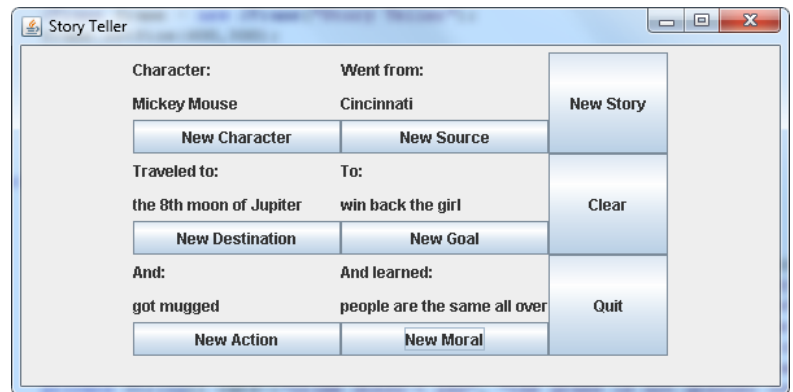 Story Teller
Character: Went from:
Mickey Mouse Cincinnati New Story
New Character New Source
Traveled to: To:
the 8th moon of Jupiter win back the girl Clear
New Destination New Goal
And: And learned:
got mugged people are the same all over Quit
New Action New Moral